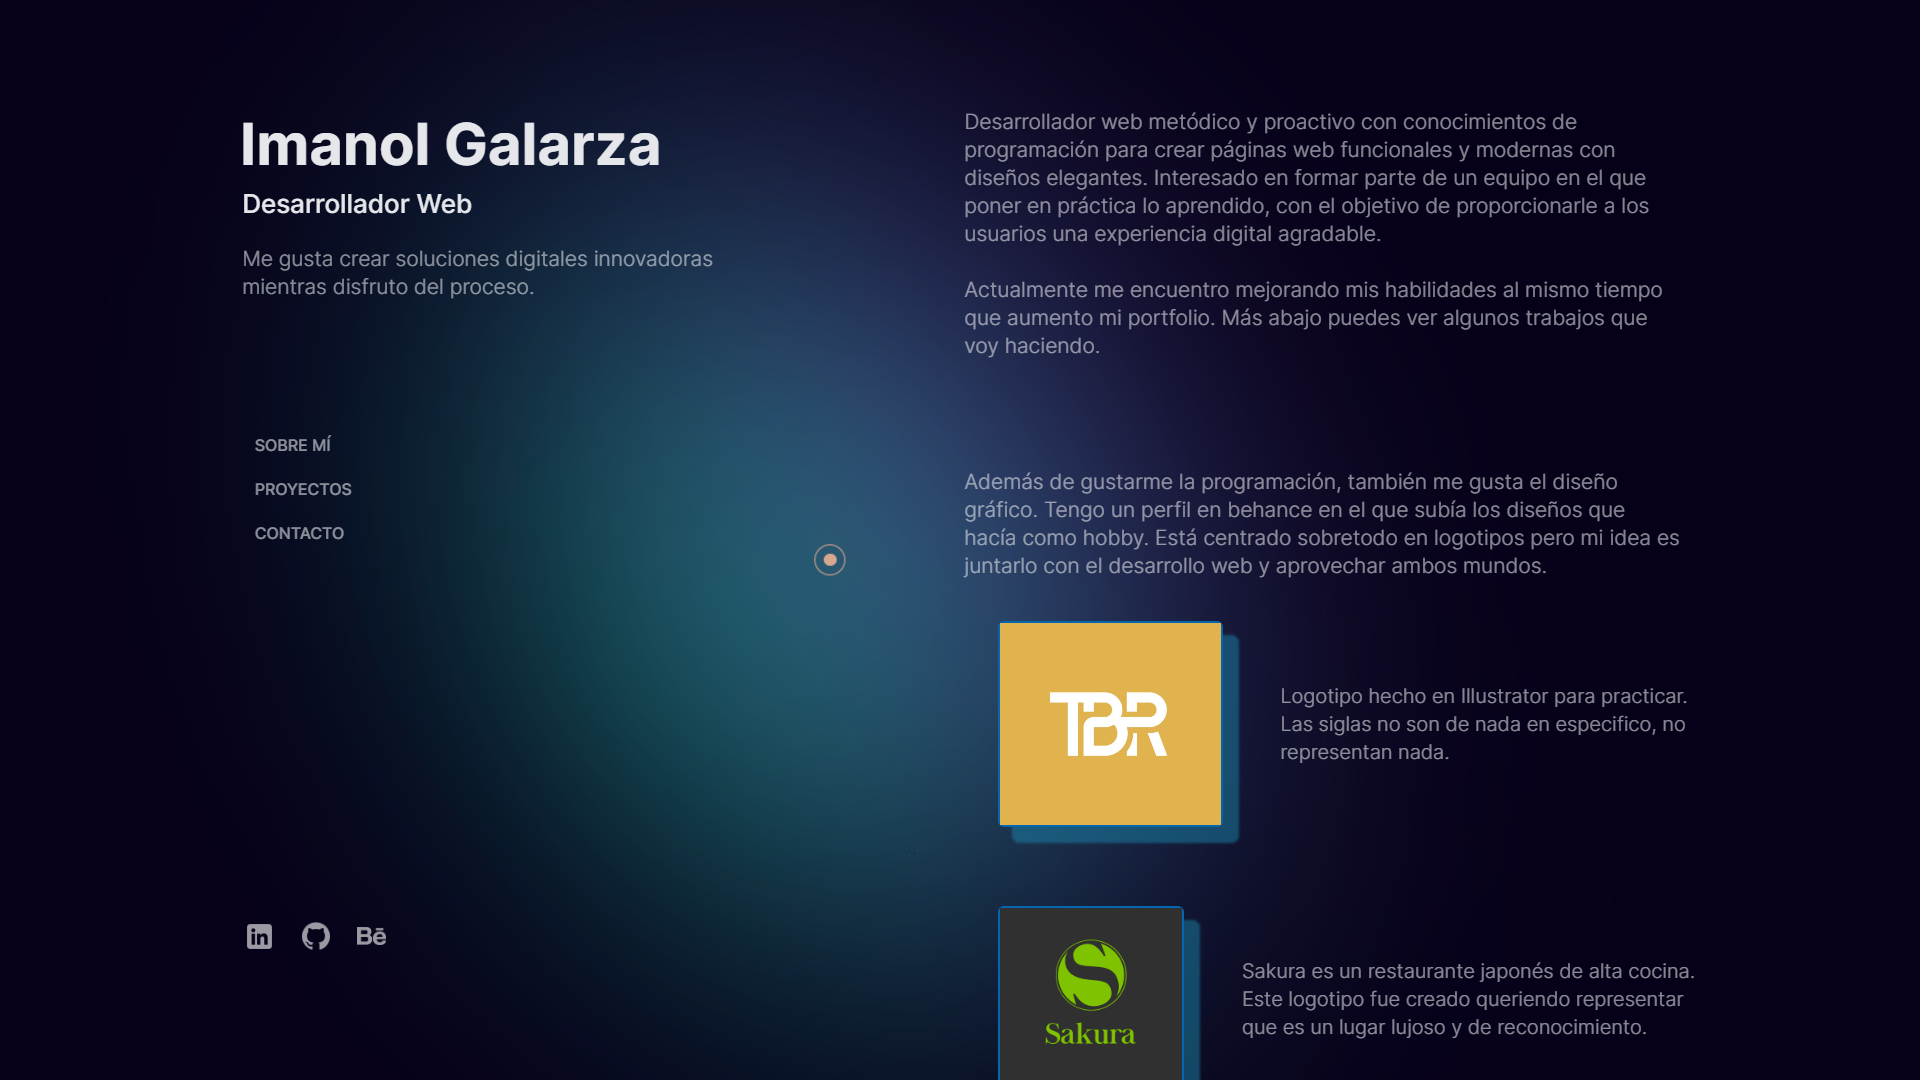 Imanol Galarza
Desarrollador Web
Me gusta crear soluciones digitales innovadoras
mientras disfruto del proceso.
SOBRE MÍ
PROYECTOS
CONTACTO
Bē
Desarrollador web metódico y proactivo con conocimientos de
programación para crear páginas web funcionales y modernas con
diseños elegantes. Interesado en formar parte de un equipo en el que
poner en práctica lo aprendido, con el objetivo de proporcionarle a los
usuarios una experiencia digital agradable.
Actualmente me encuentro mejorando mis habilidades al mismo tiempo
que aumento mi portfolio. Más abajo puedes ver algunos trabajos que
voy haciendo.
Además de gustarme la programación, también me gusta el diseño
gráfico. Tengo un perfil en behance en el que subía los diseños que
hacía como hobby. Está centrado sobretodo en logotipos pero mi idea es
juntarlo con el desarrollo web y aprovechar ambos mundos.
TBR
Logotipo hecho en Illustrator para practicar.
Las siglas no son de nada en especifico, no
representan nada.
Sakura
Sakura es un restaurante japonés de alta cocina.
Este logotipo fue creado queriendo representar
que es un lugar lujoso y de reconocimiento.